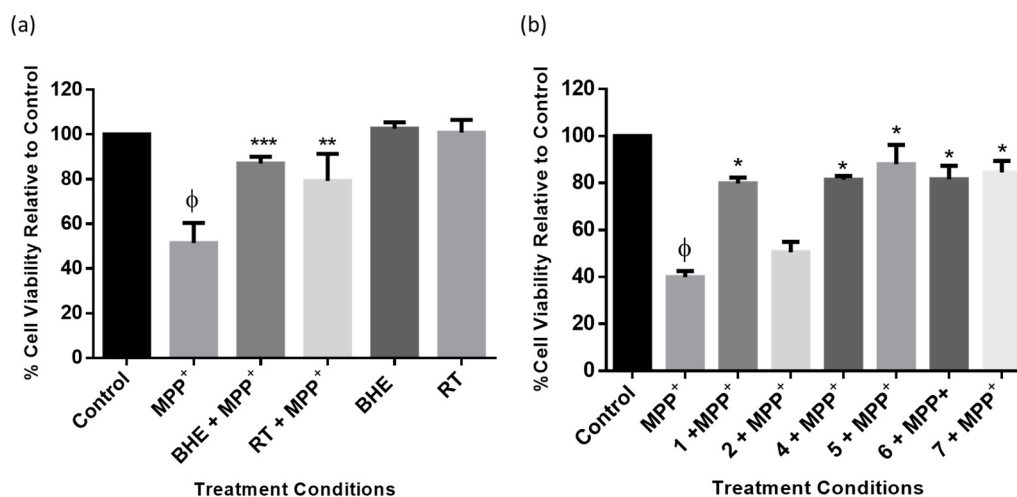 (a)
(b)
% Cell Viability Relative to Control
120
100
80
60
40
20
0
ϕ
***
**
Control
MPP⁺
BHE + MPP⁺
RT + MPP⁺
BHE
RT
Treatment Conditions
%Cell Viability Relative to Control
120
100
80
60
40
20
0
ϕ
*
*
*
*
*
Control
MPP⁺
1 +MPP⁺
2 + MPP⁺
4 + MPP⁺
5 + MPP⁺
6 + MPP+
7 + MPP⁺
Treatment Conditions